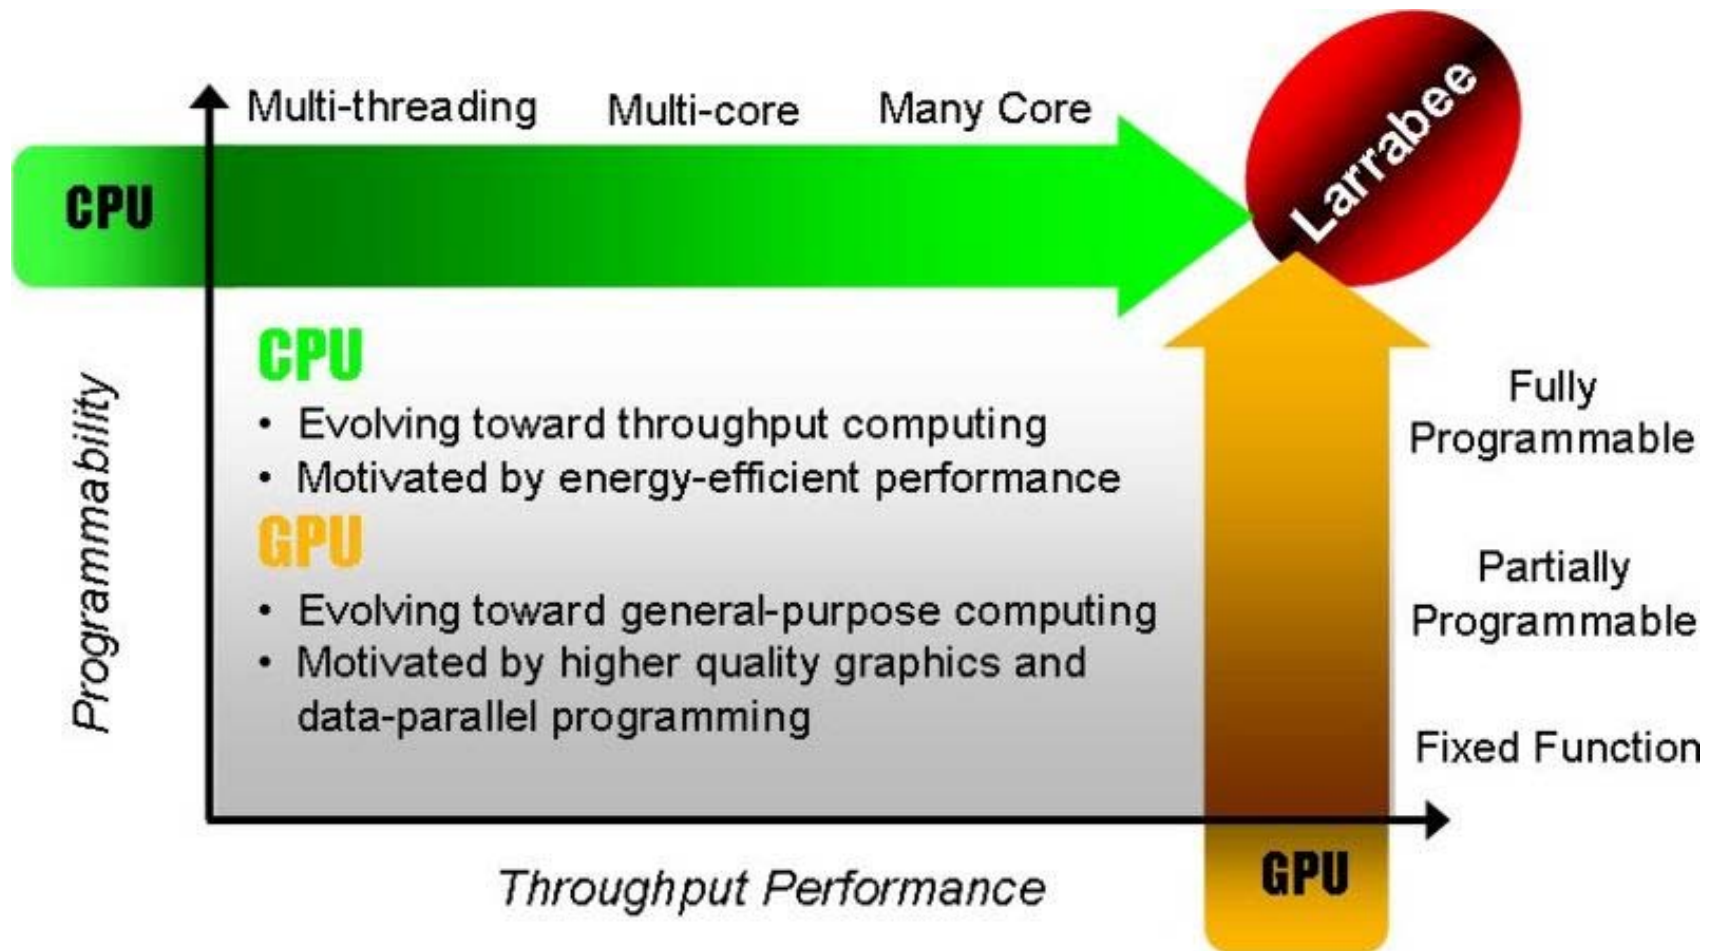 Multi-threading Multi-core Many Core
Larrabee
CPU
CPU
• Evolving toward throughput computing
• Motivated by energy-efficient performance
GPU
• Evolving toward general-purpose computing
• Motivated by higher quality graphics and
data-parallel programming
Programmability
Fully
Programmable
Partially
Programmable
Fixed Function
Throughput Performance
GPU